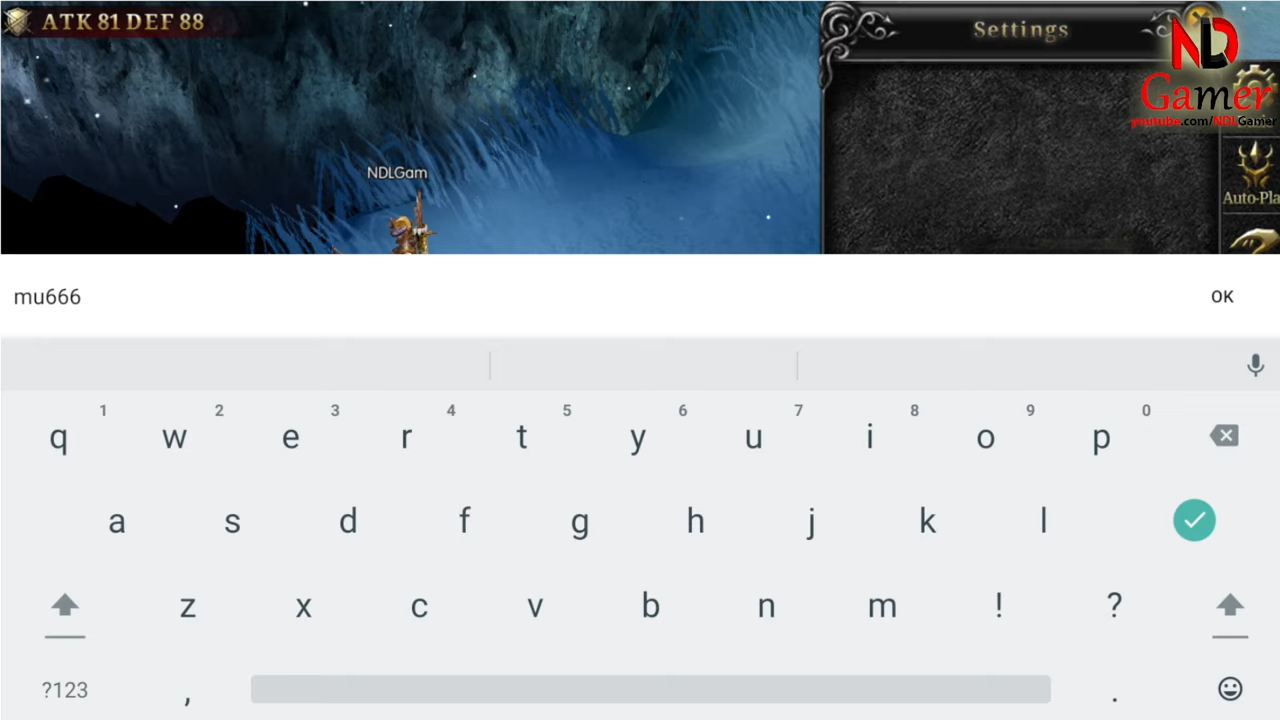 ATK 81 DEF 88
Settings
NDL
Gamer
youtube.com/NDLGamer
NDLGam
Auto-Pla
mu666
OK
1 2 3 4 5 6 7 8 9 0
q w e r t y u i o p
a s d f g h j k l
z x c v b n m ! ?
?123 , .